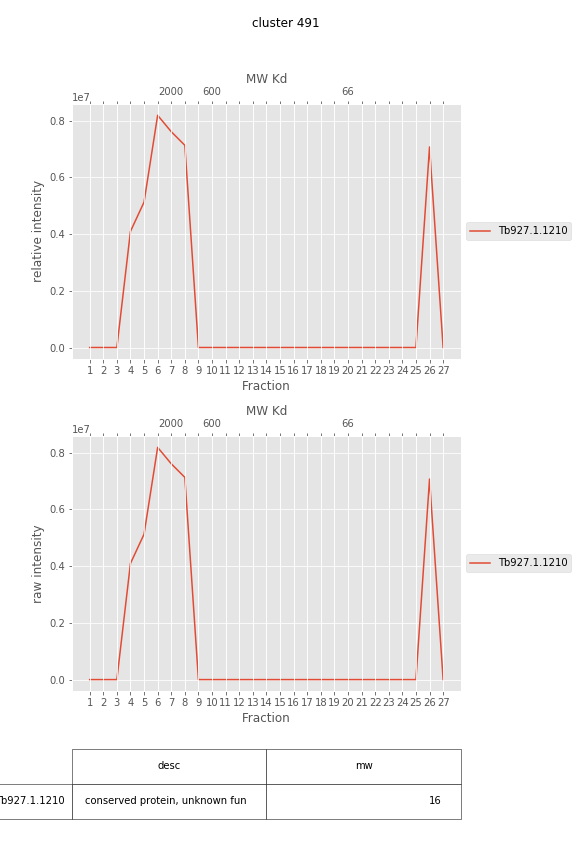 cluster 491
MW Kd
2000 600 66
1e7
0.8
0.6
0.4
0.2
0.0
relative intensity
Tb927.1.1210
1 2 3 4 5 6 7 8 9 10 11 12 13 14 15 16 17 18 19 20 21 22 23 24 25 26 27
Fraction
MW Kd
2000 600 66
1e7
0.8
0.6
0.4
0.2
0.0
raw intensity
Tb927.1.1210
1 2 3 4 5 6 7 8 9 10 11 12 13 14 15 16 17 18 19 20 21 22 23 24 25 26 27
Fraction
desc mw
b927.1.1210 conserved protein, unknown fun 16